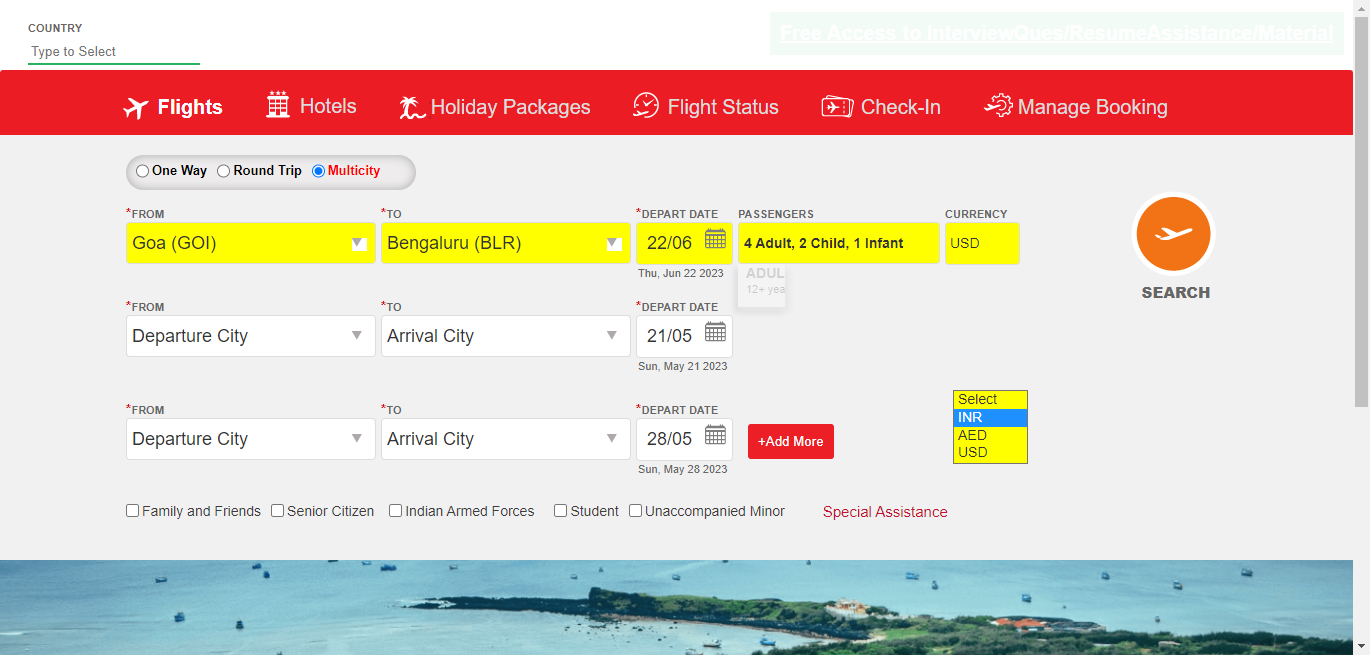 COUNTRY
Type to Select
Free Access to InterviewQues/ResumeAssistance/Material
Flights
Hotels
Holiday Packages
Flight Status
Check-In
Manage Booking
One Way
Round Trip
Multicity
*FROM
*TO
*DEPART DATE
PASSENGERS
CURRENCY
Goa (GOI)
Bengaluru (BLR)
22/06
4 Adult, 2 Child, 1 Infant
USD
Thu, Jun 22 2023
ADUL
12+ yea
SEARCH
*FROM
*TO
*DEPART DATE
Departure City
Arrival City
21/05
Sun, May 21 2023
*FROM
*TO
*DEPART DATE
Departure City
Arrival City
28/05
+Add More
Sun, May 28 2023
Select
INR
AED
USD
Family and Friends
Senior Citizen
Indian Armed Forces
Student
Unaccompanied Minor
Special Assistance